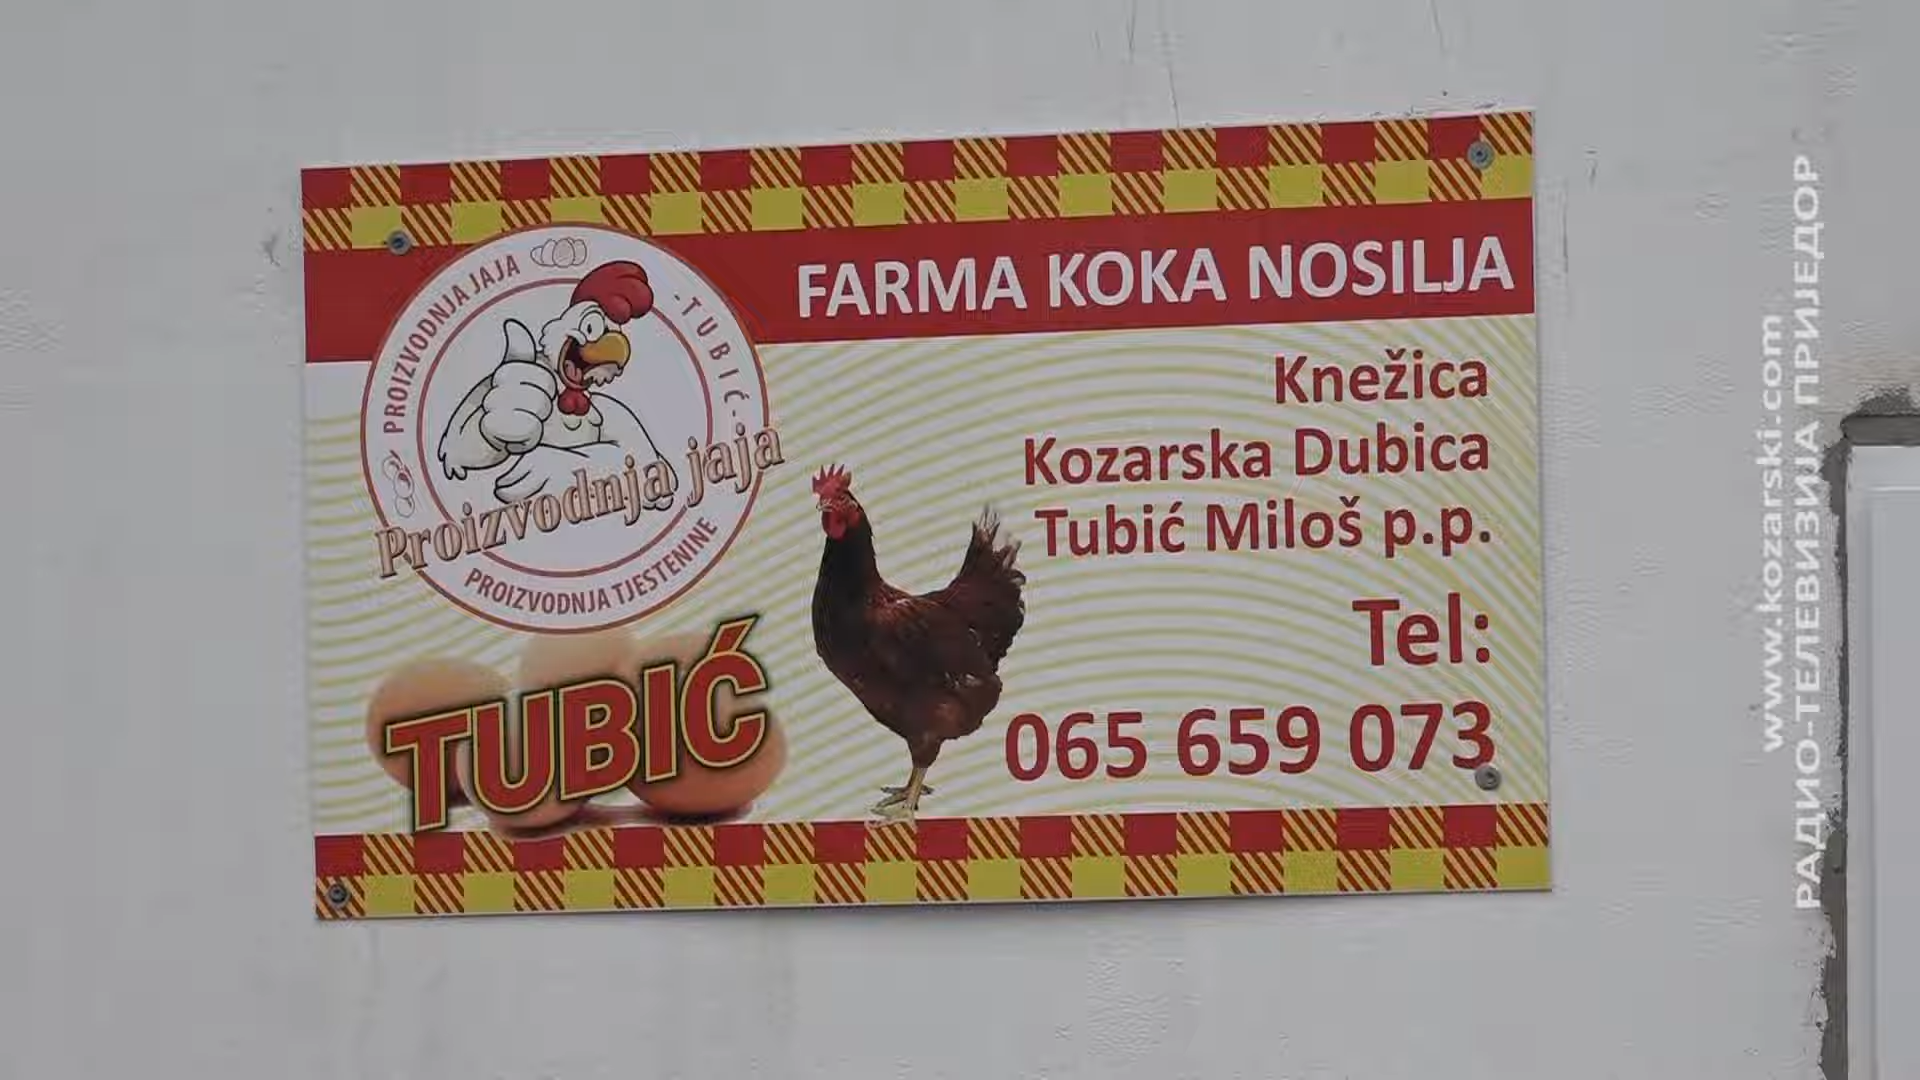 FARMA KOKA NOSILJA
PROIZVODNJA JAJA
-TUBIĆ-
Proizvodnja jaja
PROIZVODNJA TJESTENINE
TUBIĆ
Knežica
Kozarska Dubica
Tubić Miloš p.p.
Tel:
065 659 073
www.kozarski.com
РАДИО-ТЕЛЕВИЗИЈА ПРИЈЕДОР